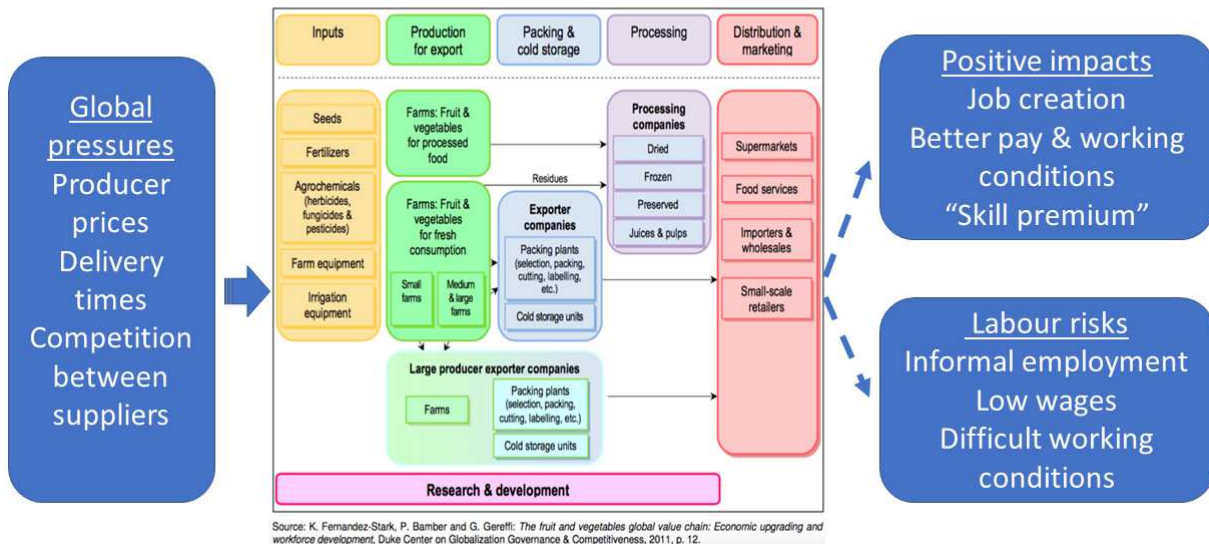 Global
pressures
Producer
prices
Delivery
times
Competition
between
suppliers
Inputs
Production
for export
Packing &
cold storage
Processing
Distribution &
marketing
Seeds
Fertilizers
Agrochemicals
(herbicides,
fungicides &
pesticides)
Farm equipment
Irrigation
equipment
Farms: Fruit &
vegetables
for processed
food
Residues
Farms: Fruit &
vegetables
for fresh
consumption
Small
farms
Medium
& large
farms
Exporter
companies
Packing plants
(selection, packing,
cutting, labelling,
etc.)
Cold storage units
Processing
companies
Dried
Frozen
Preserved
Juices & pulps
Supermarkets
Food services
Importers &
wholesales
Small-scale
retailers
Large producer exporter companies
Farms
Packing plants
(selection, packing,
cutting, labelling, etc.)
Cold storage units
Research & development
Source: K. Fernandez-Stark, P. Bamber and G. Gereffi: The fruit and vegetables global value chain: Economic upgrading and
workforce development, Duke Center on Globalization Governance & Competitiveness, 2011, p. 12.
Positive impacts
Job creation
Better pay & working
conditions
“Skill premium”
Labour risks
Informal employment
Low wages
Difficult working
conditions